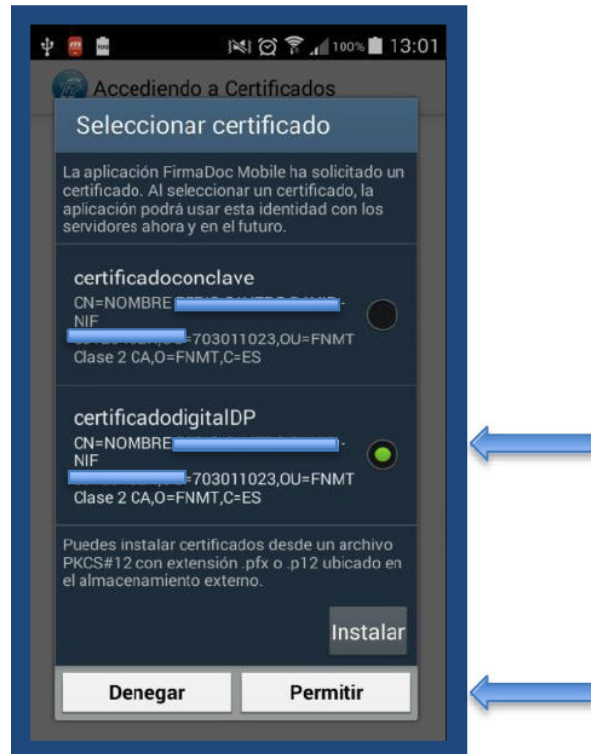 100% 13:01
Accediendo a Certificados
Seleccionar certificado
La aplicación FirmaDoc Mobile ha solicitado un
certificado. Al seleccionar un certificado, la
aplicación podrá usar esta identidad con los
servidores ahora y en el futuro.
certificadoconclave
CN=NOMBRE -
NIF
=703011023,OU=FNMT
Clase 2 CA,O=FNMT,C=ES
certificadodigitalDP
CN=NOMBRE -
NIF
=703011023,OU=FNMT
Clase 2 CA,O=FNMT,C=ES
Puedes instalar certificados desde un archivo
PKCS#12 con extensión .pfx o .p12 ubicado en
el almacenamiento externo.
Instalar
Denegar Permitir